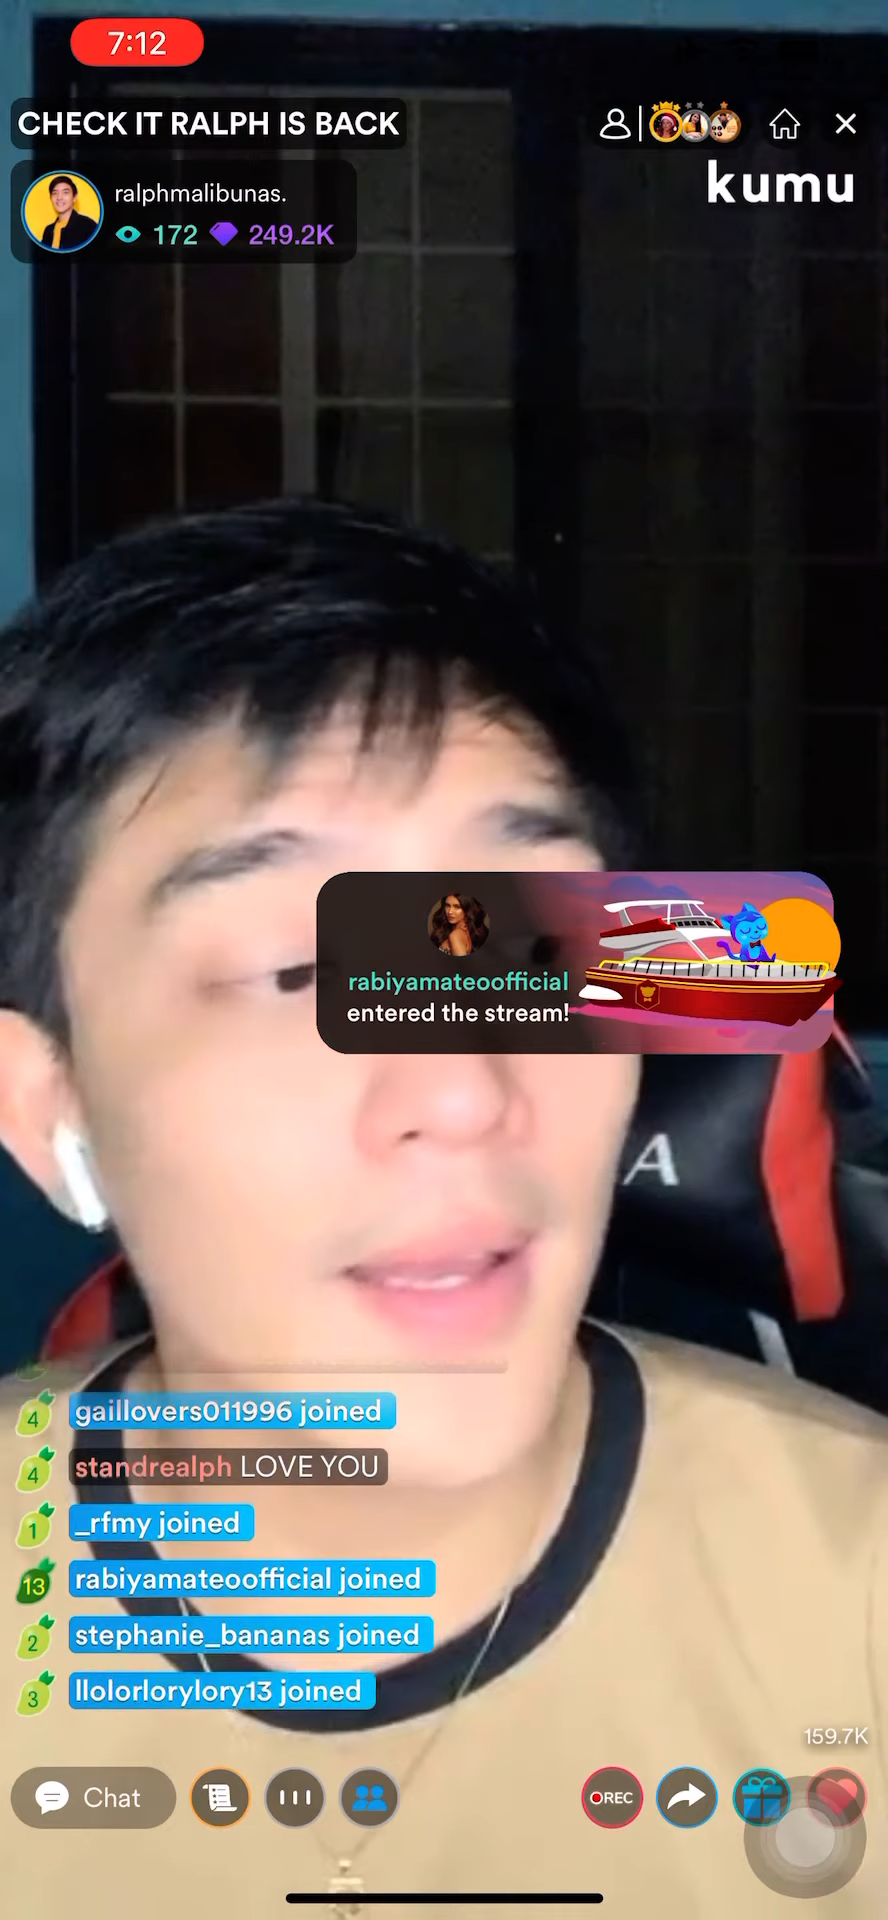 7:12
CHECK IT RALPH IS BACK
kumu
ralphmalibunas.
172 249.2K
rabiyamateoofficial
entered the stream!
A
4 gaillovers011996 joined
4 standrealph LOVE YOU
1 _rfmy joined
13 rabiyamateoofficial joined
2 stephanie_bananas joined
3 llolorlorylory13 joined
159.7K
Chat
REC